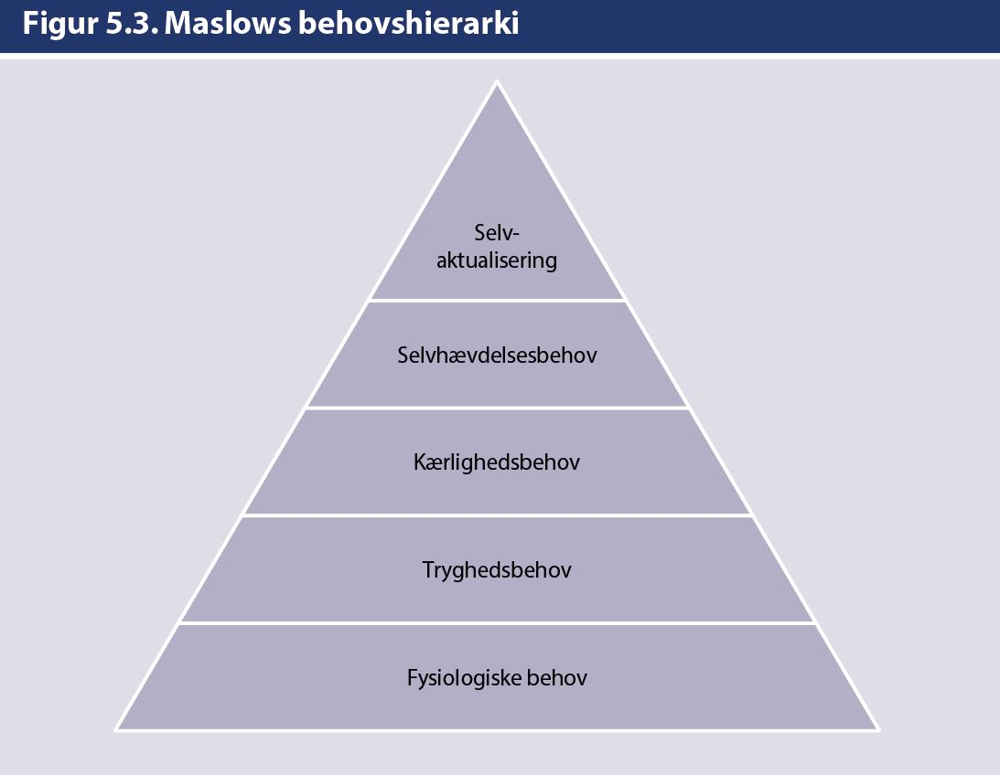 Figur 5.3. Maslows behovshierarki
Selv-
aktualisering
Selvhævdelsesbehov
Kærlighedsbehov
Tryghedsbehov
Fysiologiske behov